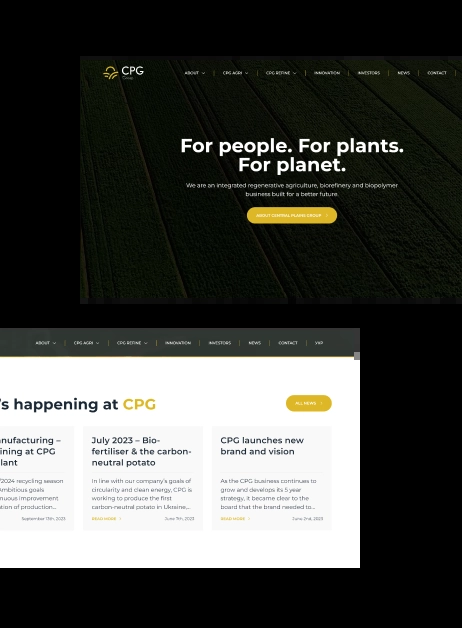 CPG
Group
ABOUT
CPG AGRI
CPG REFINE
INNOVATION
INVESTORS
NEWS
CONTACT
For people. For plants.
For planet.
We are an integrated regenerative agriculture, biorefinery and biopolymer
business built for a better future.
ABOUT CENTRAL PLAINS GROUP
ABOUT
CPG AGRI
CPG REFINE
INNOVATION
INVESTORS
NEWS
CONTACT
VXP
's happening at CPG
ALL NEWS
nufacturing –
ining at CPG
lant
/2024 recycling season
Ambitious goals
nuous improvement
ation of production...
September 13th, 2023
July 2023 – Bio-
fertiliser & the carbon-
neutral potato
In line with our company's goals of
circularity and clean energy, CPG is
working to produce the first
carbon-neutral potato in Ukraine...
READ MORE
June 11th, 2023
CPG launches new
brand and vision
As the CPG business continues to
grow and develops its 5 year
strategy, it became clear to the
board that the brand needed to...
READ MORE
June 2nd, 2023